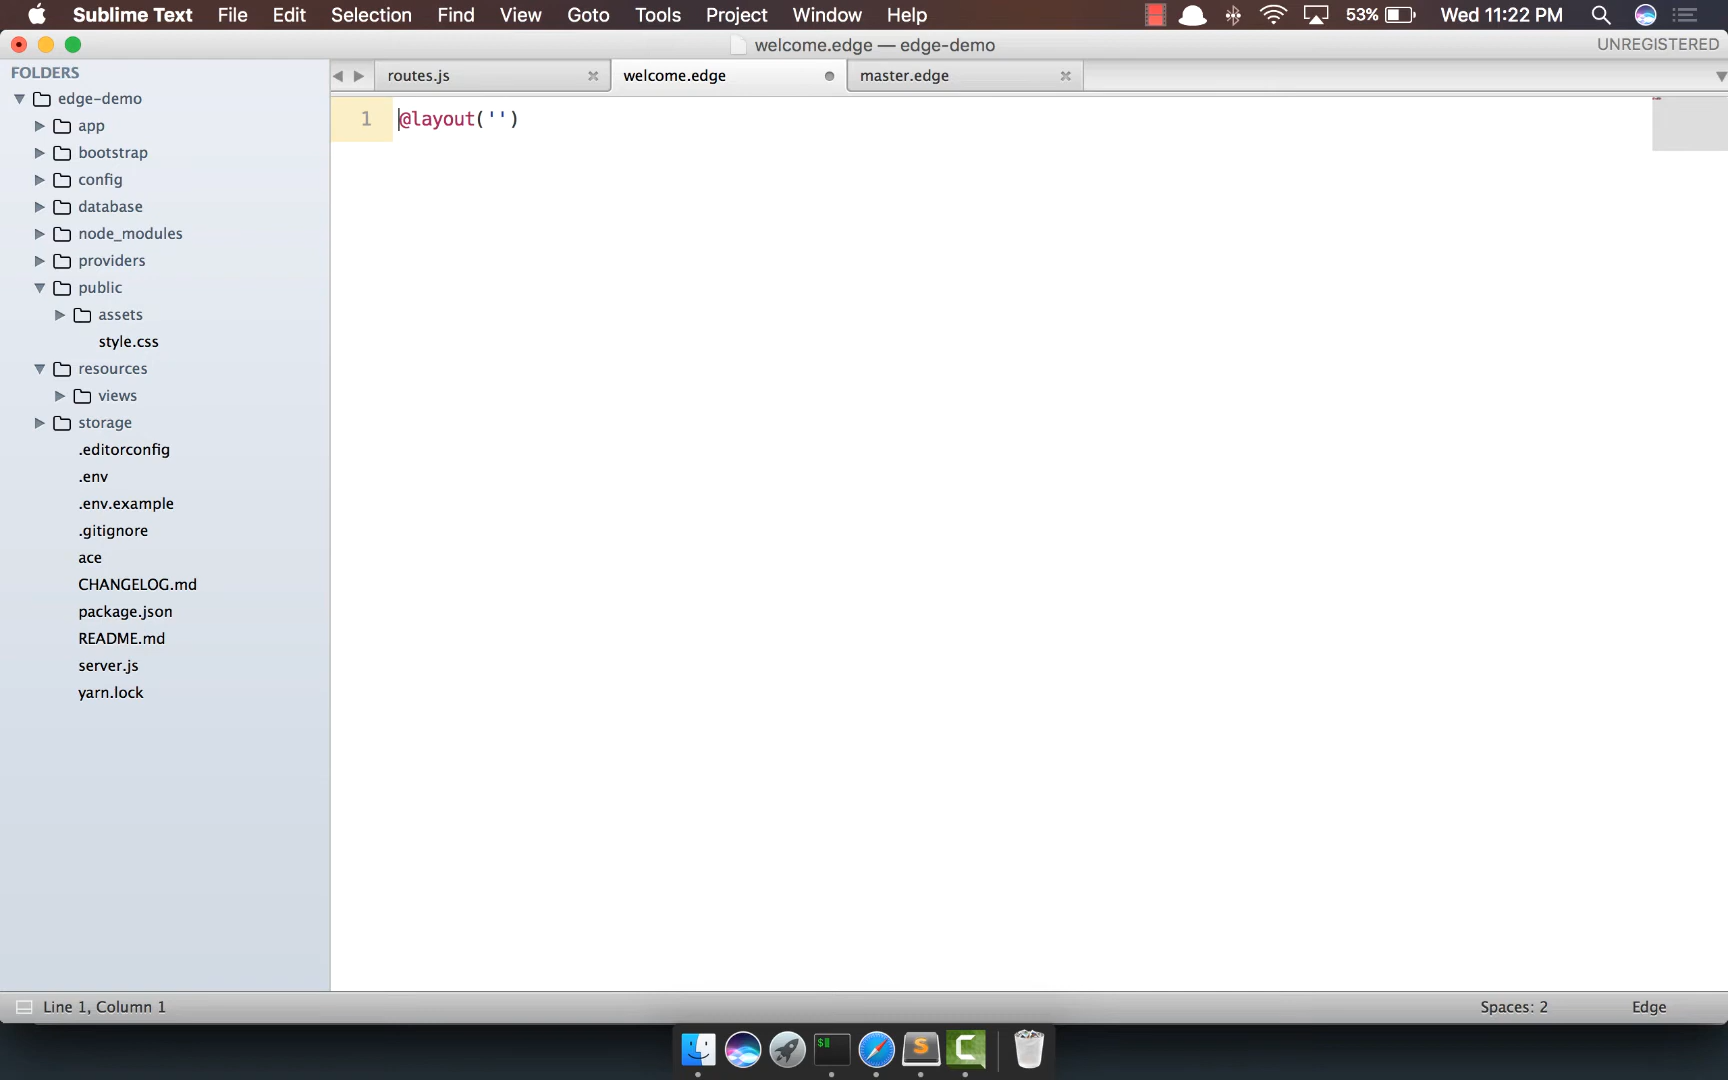 Sublime Text File Edit Selection Find View Goto Tools Project Window Help 53% Wed 11:22 PM
welcome.edge — edge-demo UNREGISTERED
FOLDERS
routes.js welcome.edge master.edge
edge-demo
1 @layout('')
app
bootstrap
config
database
node_modules
providers
public
assets
style.css
resources
views
storage
.editorconfig
.env
.env.example
.gitignore
ace
CHANGELOG.md
package.json
README.md
server.js
yarn.lock
Line 1, Column 1 Spaces: 2 Edge